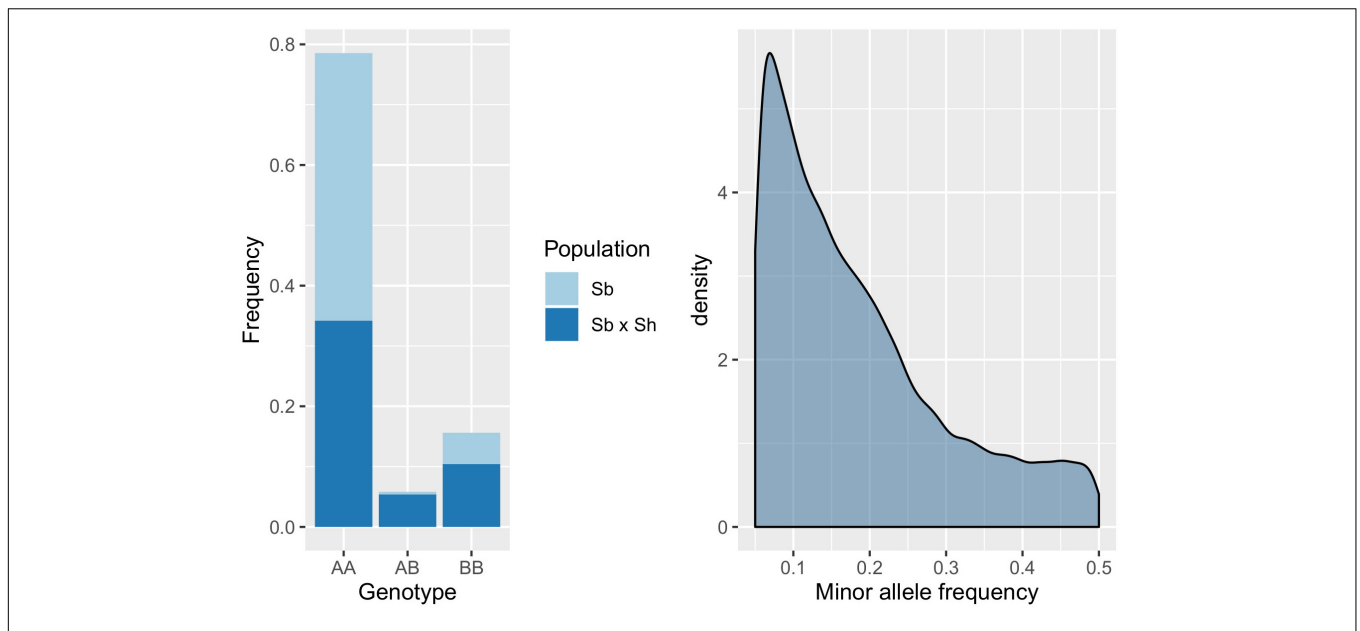 0.8
0.6
0.4
0.2
0.0
Frequency
AA AB BB
Genotype
Population
Sb
Sb x Sh
4
2
0
density
0.1 0.2 0.3 0.4 0.5
Minor allele frequency